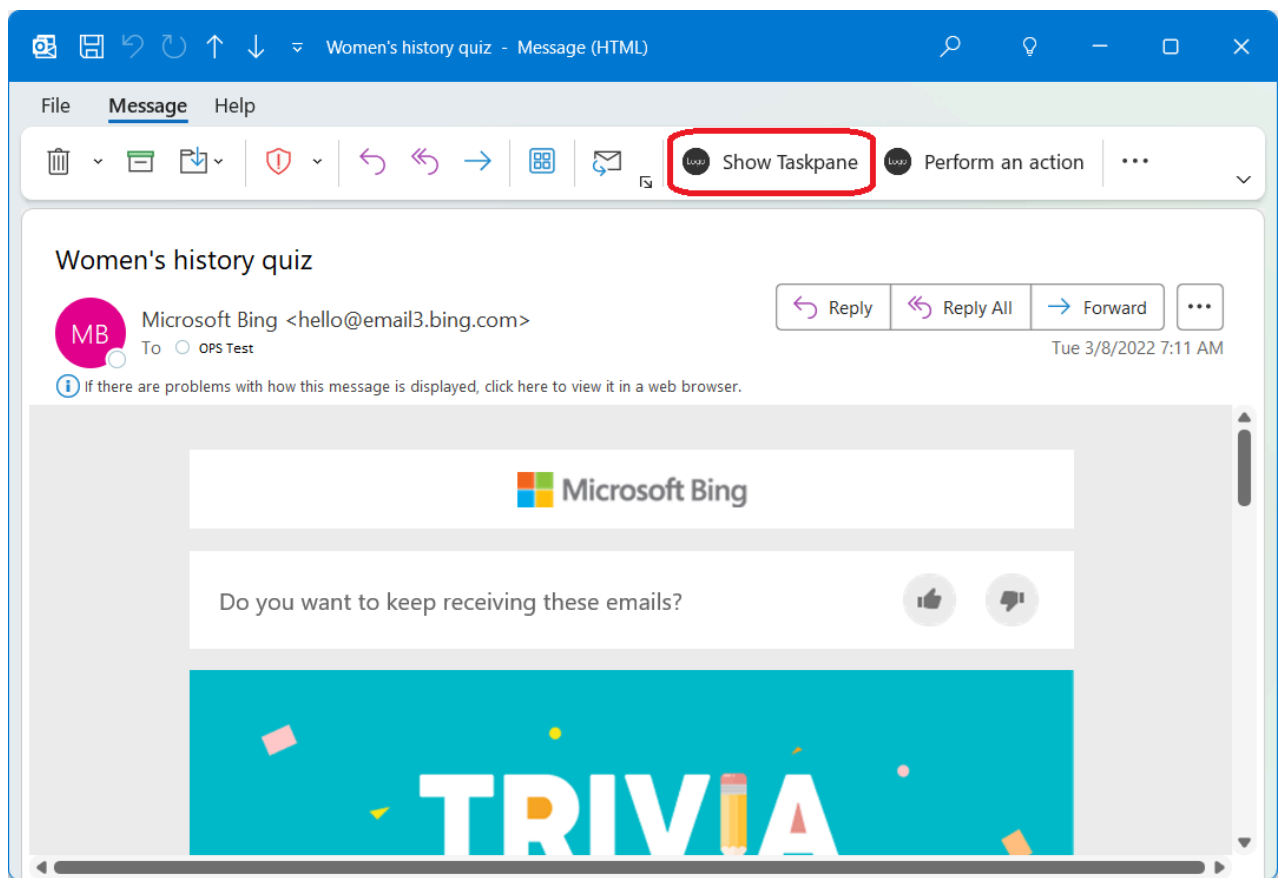 Women's history quiz - Message (HTML)
File Message Help
Logo Show Taskpane Logo Perform an action
Women's history quiz
MB
Microsoft Bing <hello@email3.bing.com>
Reply Reply All Forward
To OPS Test
Tue 3/8/2022 7:11 AM
If there are problems with how this message is displayed, click here to view it in a web browser.
Microsoft Bing
Do you want to keep receiving these emails?
TRIVIA